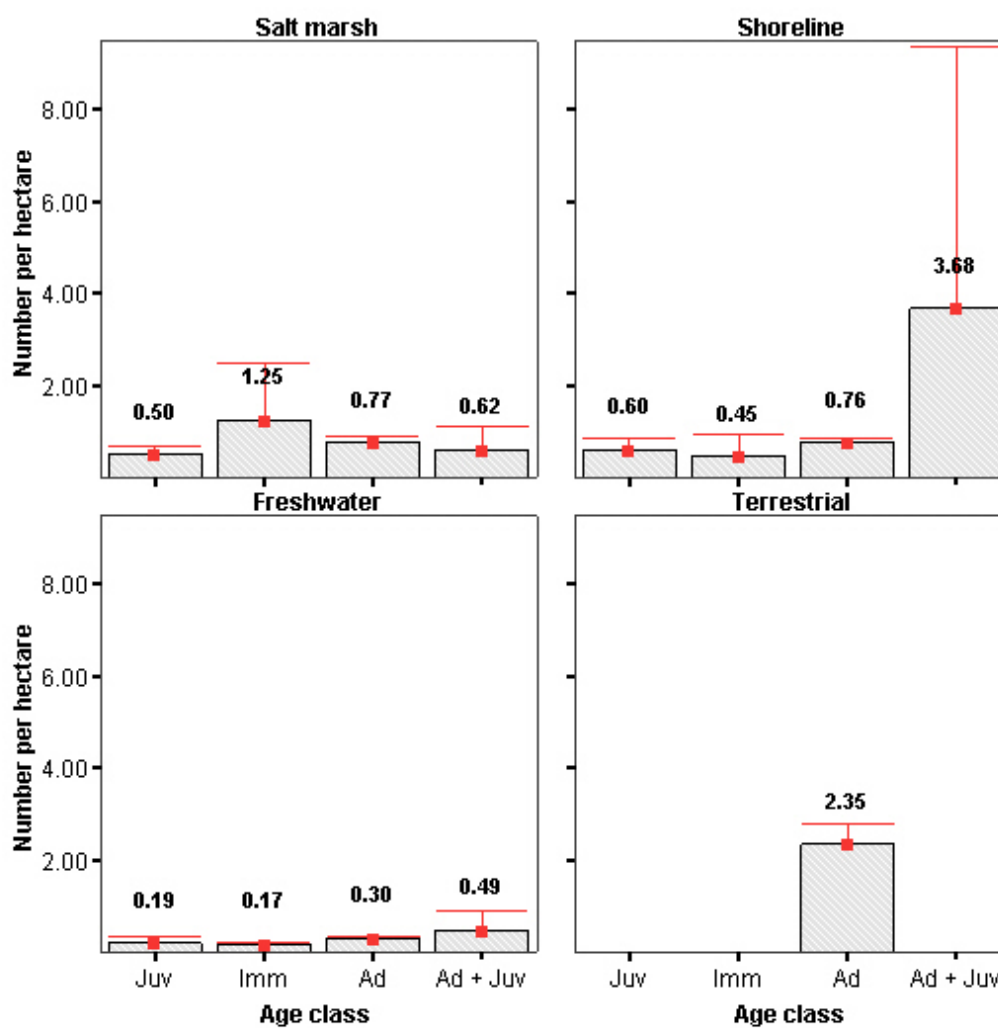 Salt marsh
Shoreline
Number per hectare
8.00
6.00
4.00
2.00
0.50
1.25
0.77
0.62
0.60
0.45
0.76
3.68
Freshwater
Terrestrial
Number per hectare
8.00
6.00
4.00
2.00
0.19
0.17
0.30
0.49
2.35
Juv Imm Ad Ad + Juv
Juv Imm Ad Ad + Juv
Age class
Age class